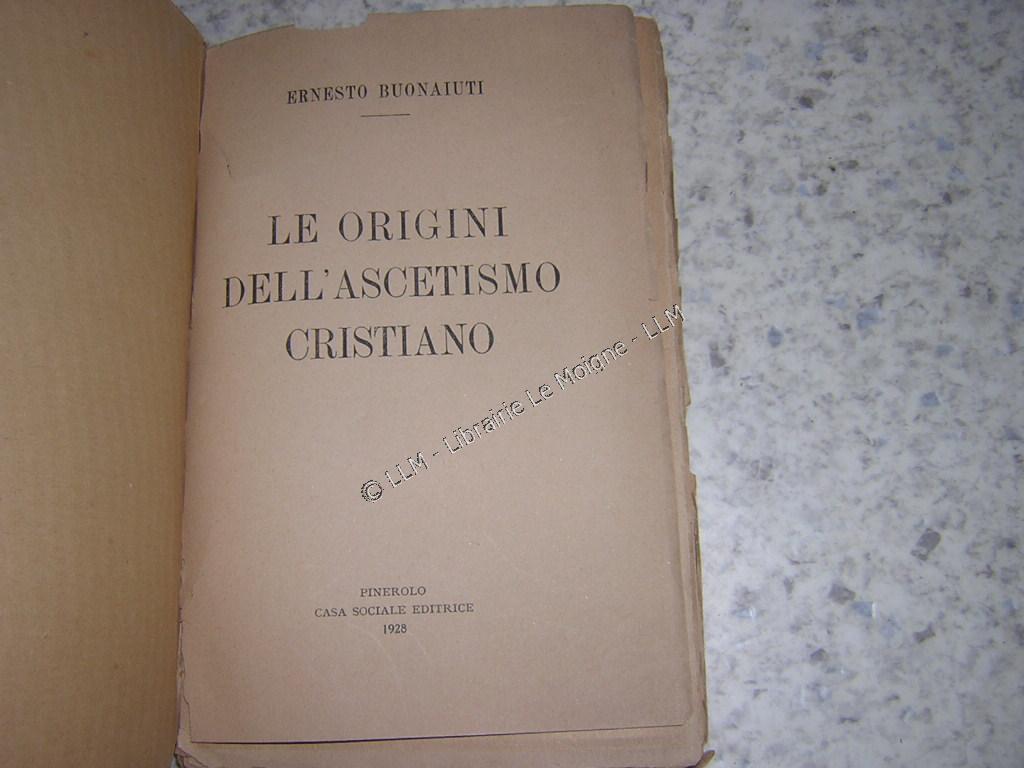 ERNESTO BUONAIUTI
LE ORIGINI
DELL'ASCETISMO
CRISTIANO
© LLM - Librairie Le Moigne - LLM
PINEROLO
CASA SOCIALE EDITRICE
1928